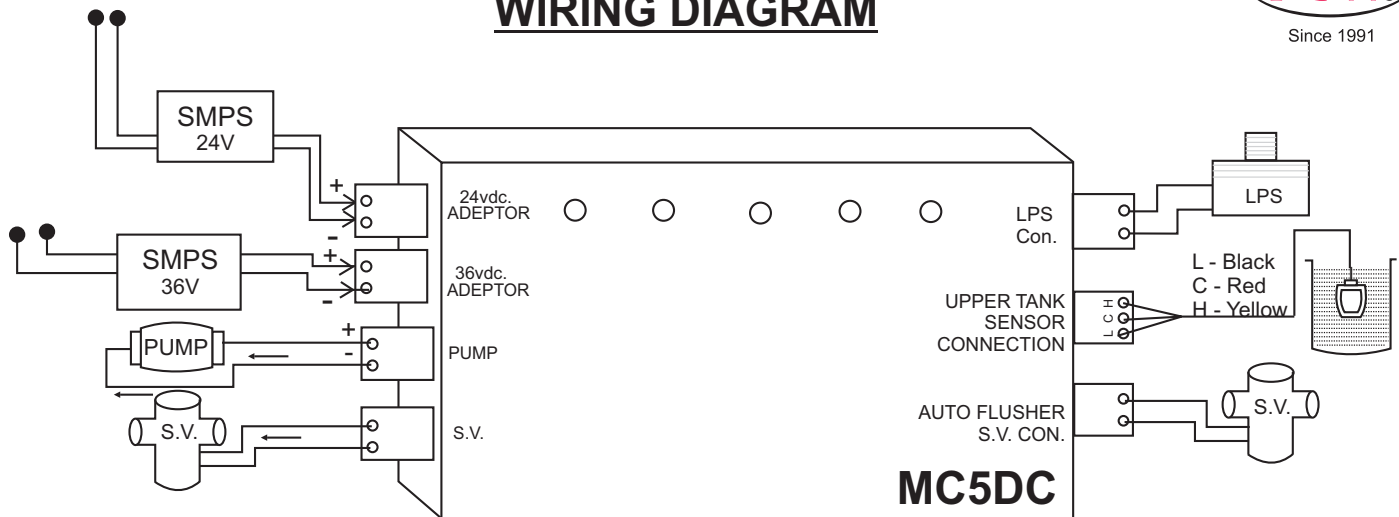 WIRING DIAGRAM
Since 1991
SMPS
24V
+
-
24vdc.
ADEPTOR
SMPS
36V
+
-
36vdc.
ADEPTOR
PUMP
+
-
PUMP
S.V.
S.V.
LPS
Con.
LPS
UPPER TANK
SENSOR
CONNECTION
L C H
L - Black
C - Red
H - Yellow
AUTO FLUSHER
S.V. CON.
S.V.
MC5DC